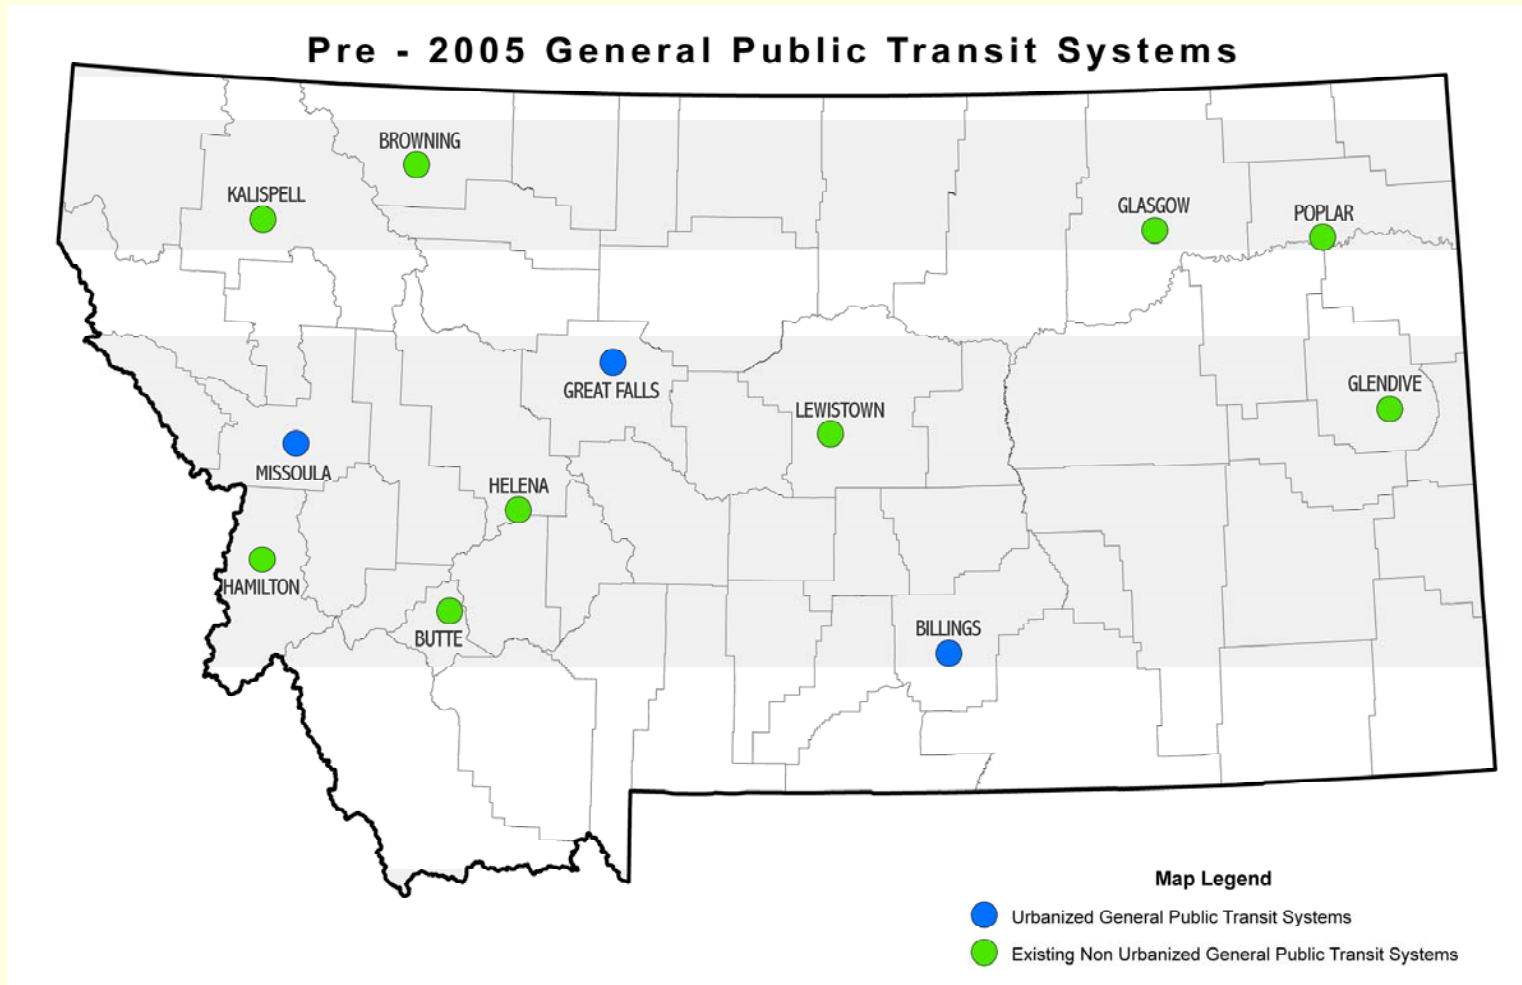 Pre - 2005 General Public Transit Systems
BROWNING
KALISPELL
GLASGOW
POPLAR
GREAT FALLS
GLENDIVE
LEWISTOWN
MISSOULA
HELENA
HAMILTON
BUTTE
BILLINGS
Map Legend
Urbanized General Public Transit Systems
Existing Non Urbanized General Public Transit Systems